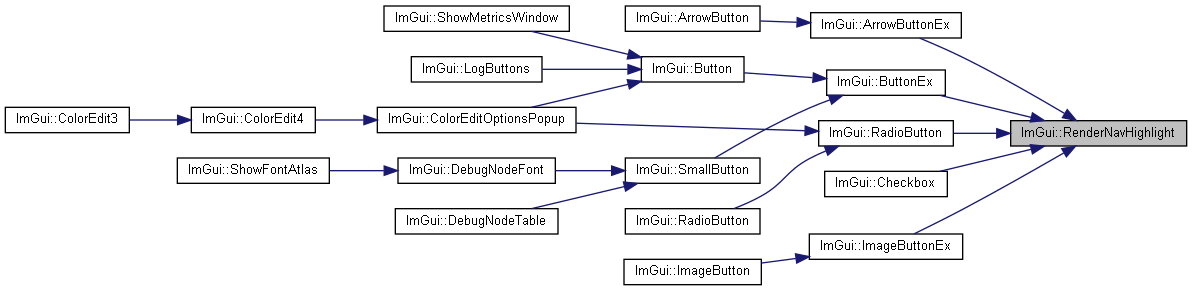 ImGui::ShowMetricsWindow
ImGui::ArrowButton
ImGui::ArrowButtonEx
ImGui::LogButtons
ImGui::Button
ImGui::ButtonEx
ImGui::ColorEdit3
ImGui::ColorEdit4
ImGui::ColorEditOptionsPopup
ImGui::RadioButton
ImGui::RenderNavHighlight
ImGui::ShowFontAtlas
ImGui::DebugNodeFont
ImGui::SmallButton
ImGui::Checkbox
ImGui::DebugNodeTable
ImGui::RadioButton
ImGui::ImageButtonEx
ImGui::ImageButton